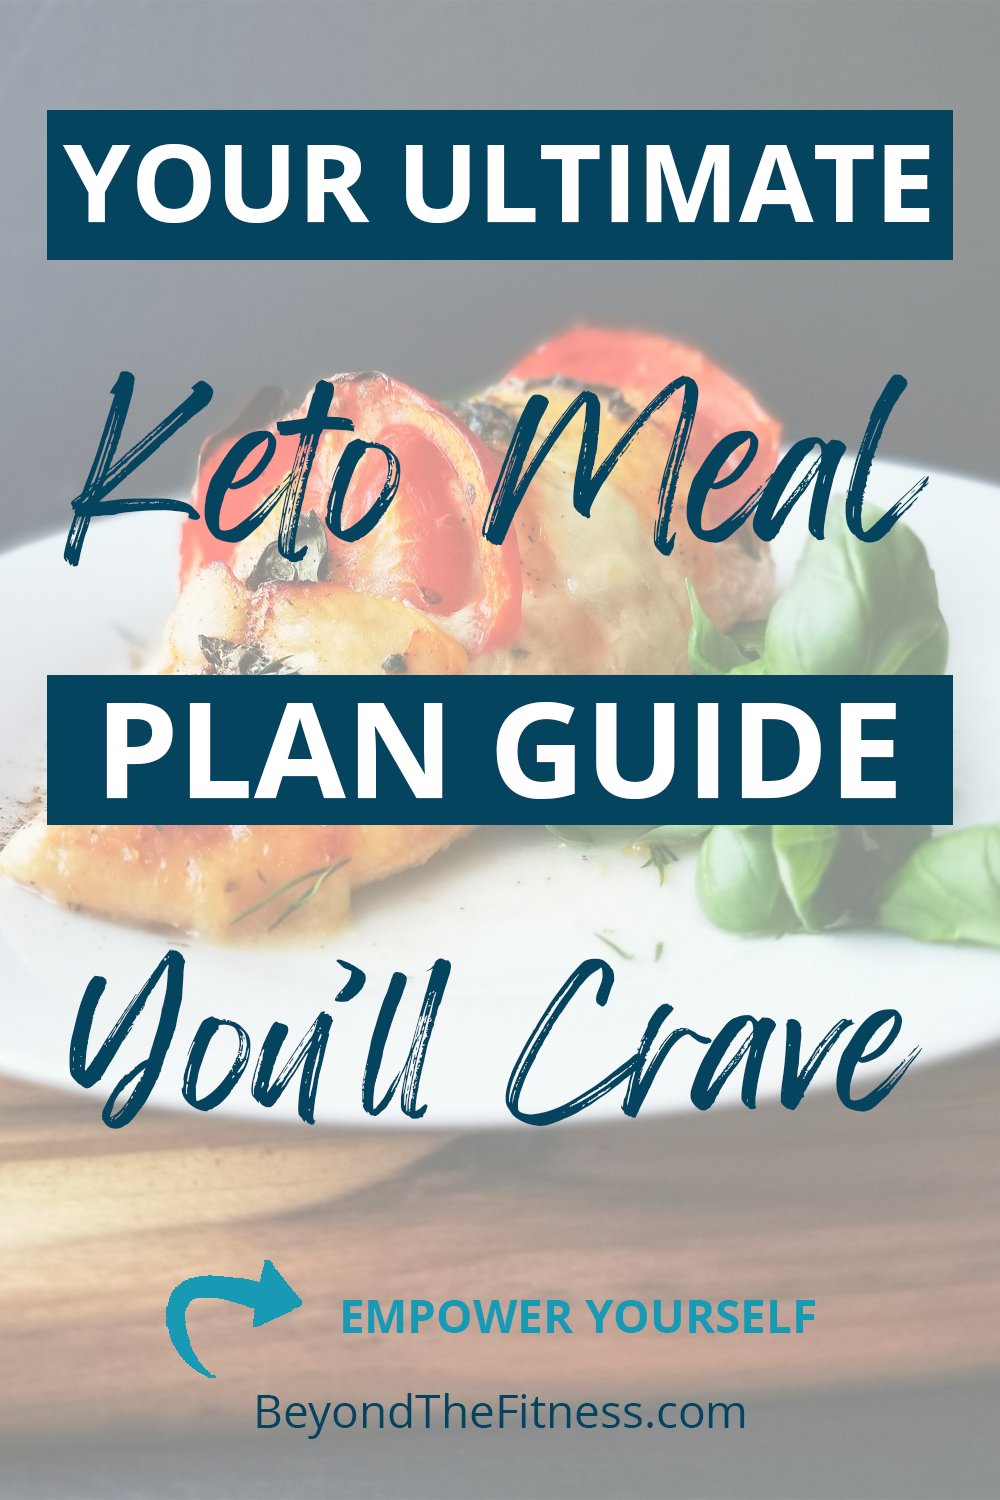 YOUR ULTIMATE
Keto Meal
PLAN GUIDE
You'll Crave
EMPOWER YOURSELF
BeyondTheFitness.com